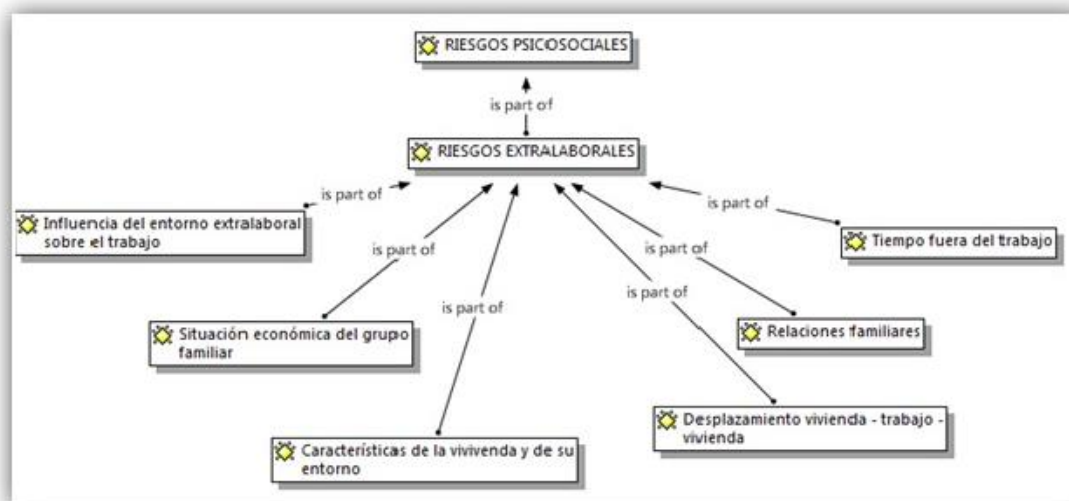 RIESGOS PSICOSOCIALES
is part of
RIESGOS EXTRALABORALES
is part of
Influencia del entorno extralaboral
sobre el trabajo
is part of
Tiempo fuera del trabajo
is part of
Situación económica del grupo
familiar
is part of
Relaciones familiares
is part of
Características de la vivivenda y de su
entorno
is part of
Desplazamiento vivienda - trabajo -
vivienda